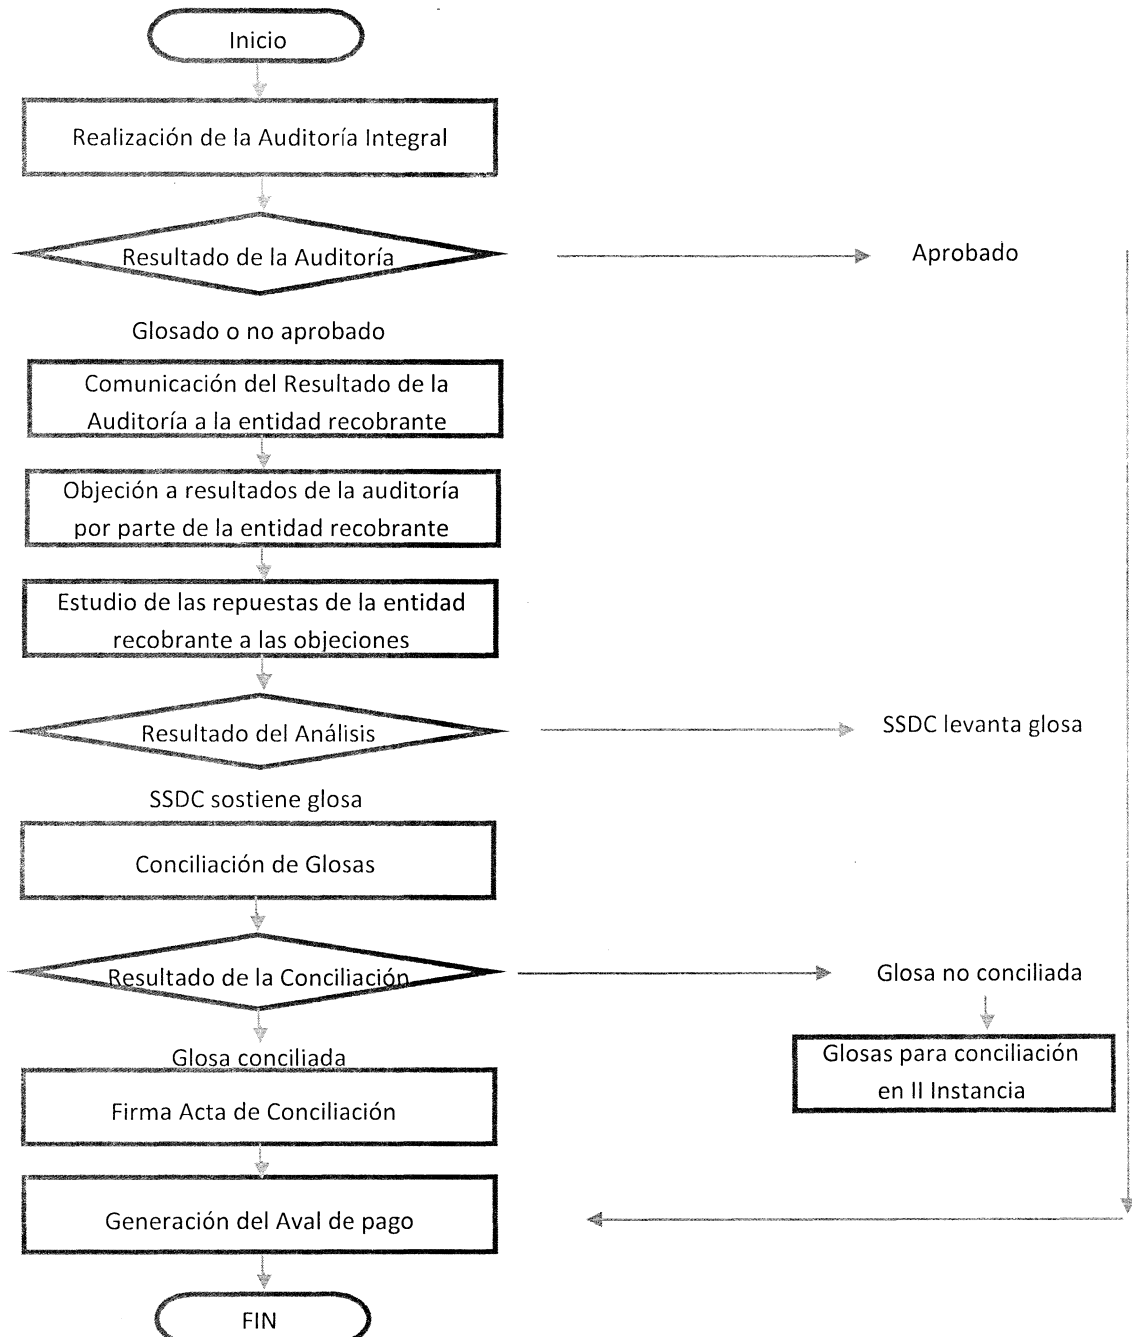 Inicio
Realización de la Auditoría Integral
Resultado de la Auditoría
Aprobado
Glosado o no aprobado
Comunicación del Resultado de la
Auditoría a la entidad recobrante
Objeción a resultados de la auditoría
por parte de la entidad recobrante
Estudio de las repuestas de la entidad
recobrante a las objeciones
Resultado del Análisis
SSDC levanta glosa
SSDC sostiene glosa
Conciliación de Glosas
Resultado de la Conciliación
Glosa no conciliada
Glosa conciliada
Glosas para conciliación
en II Instancia
Firma Acta de Conciliación
Generación del Aval de pago
FIN